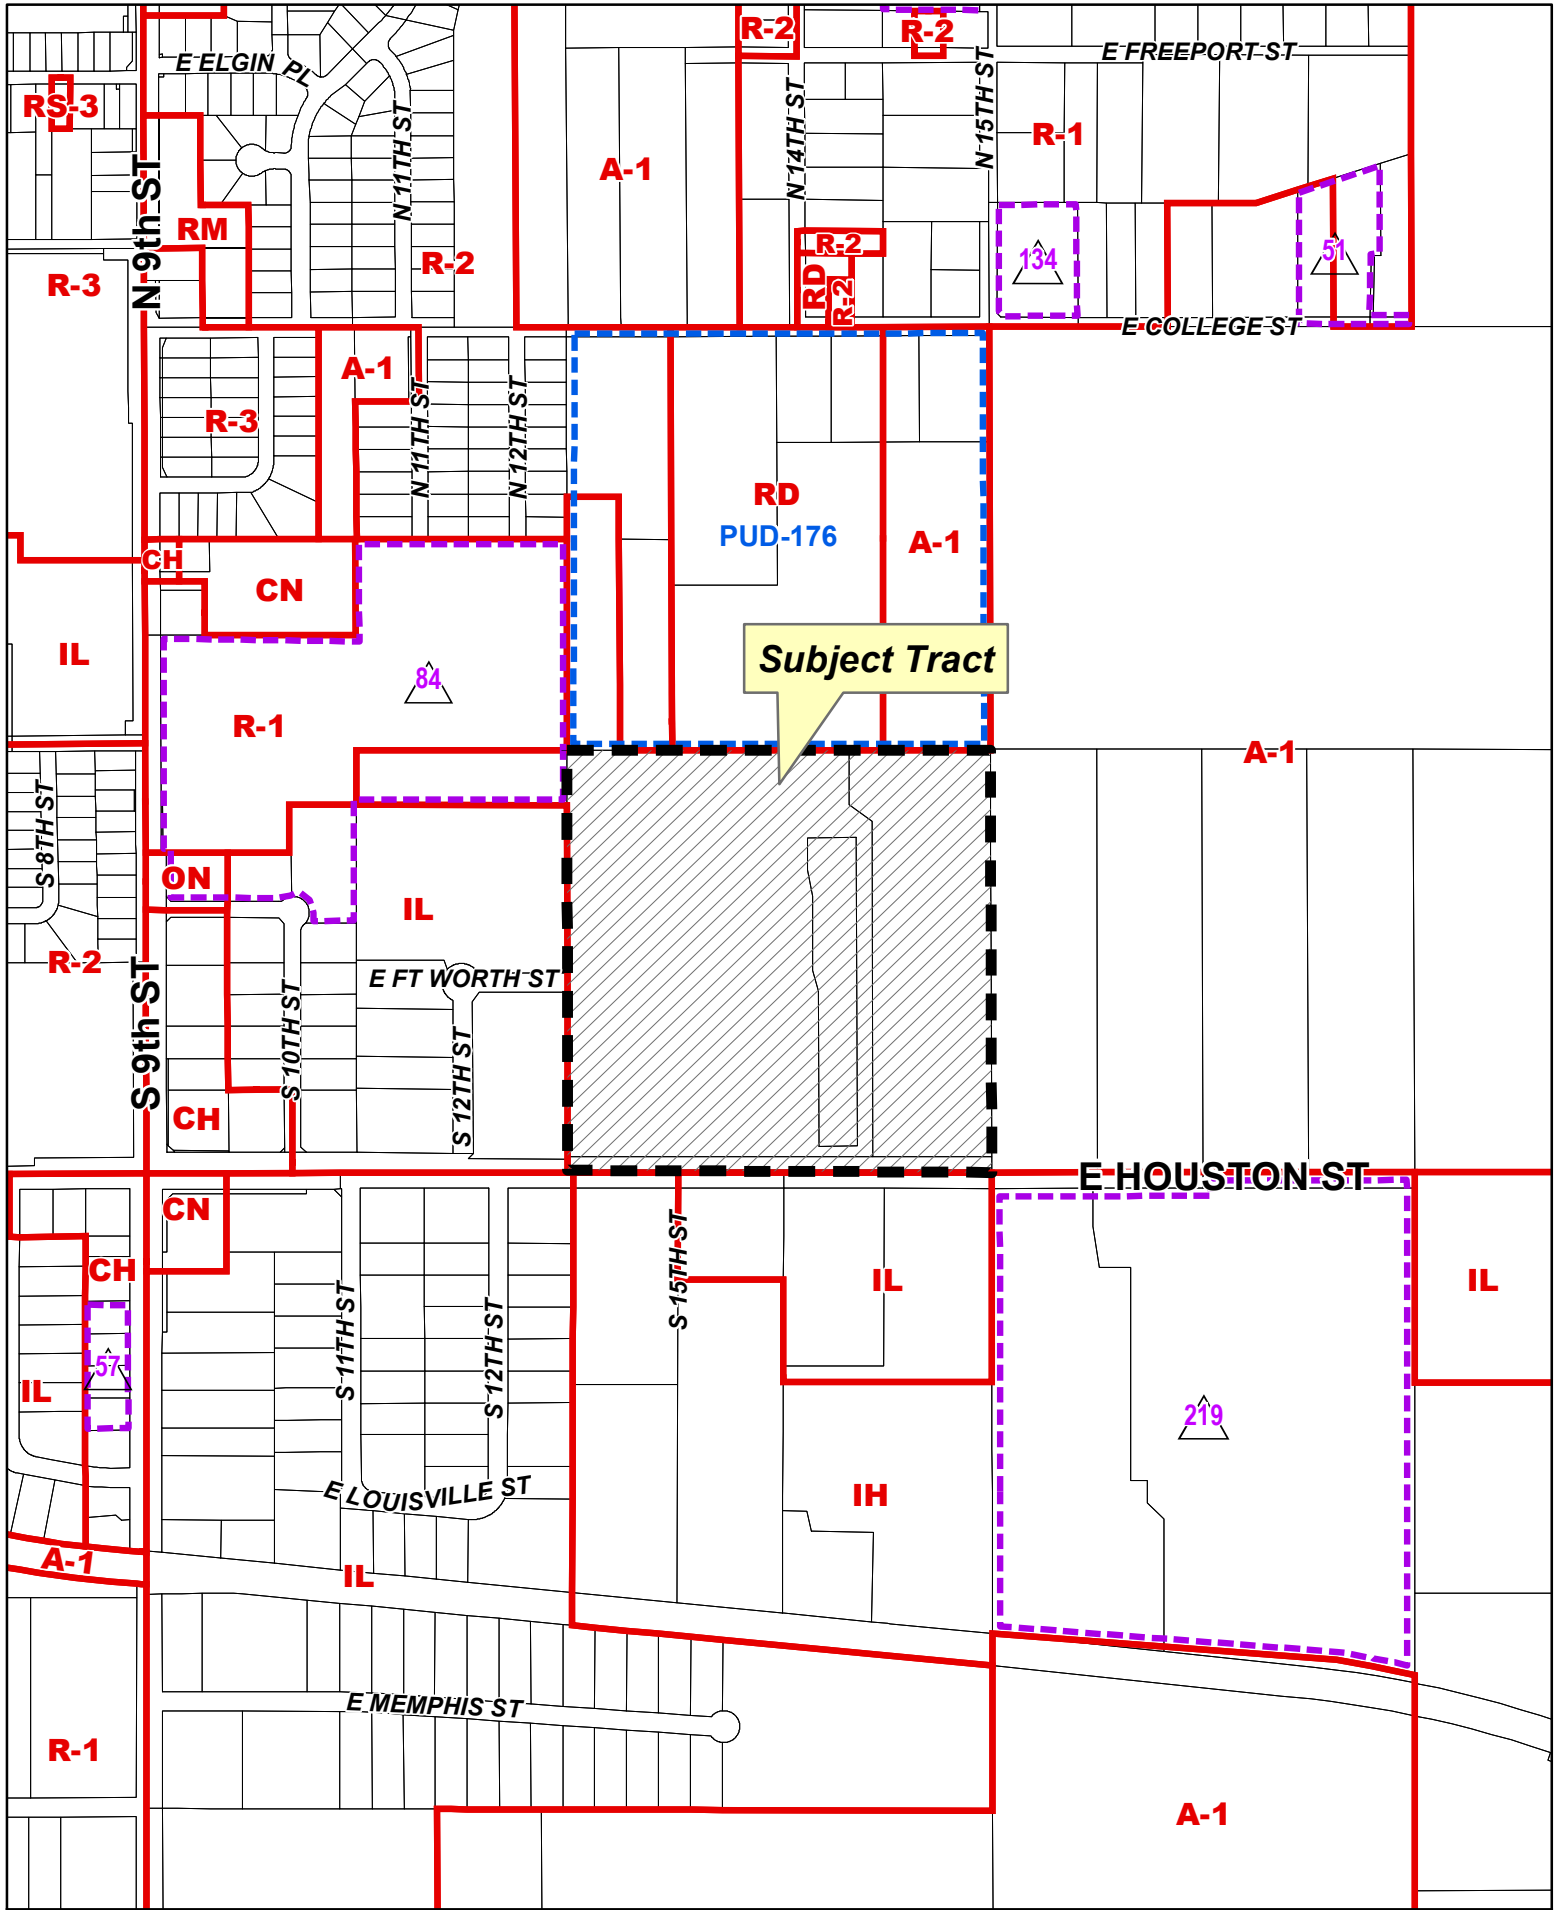 R-2
R-2
E FREEPORT ST
E ELGIN PL
RS-3
N 11TH ST
N 14TH ST
N 15TH ST
R-1
A-1
N 9th ST
RM
R-2
R-3
R-2
RD
R-2
134
51
E COLLEGE ST
A-1
R-3
N 11TH ST
N 12TH ST
RD
PUD-176
A-1
CH
CN
IL
84
Subject Tract
R-1
A-1
S 8TH ST
ON
IL
R-2
E FT WORTH ST
S 9th ST
S 10TH ST
S 12TH ST
CH
E HOUSTON ST
CN
S 15TH ST
CH
IL
IL
S 11TH ST
S 12TH ST
57
IL
219
E LOUISVILLE ST
IH
A-1
IL
E MEMPHIS ST
R-1
A-1